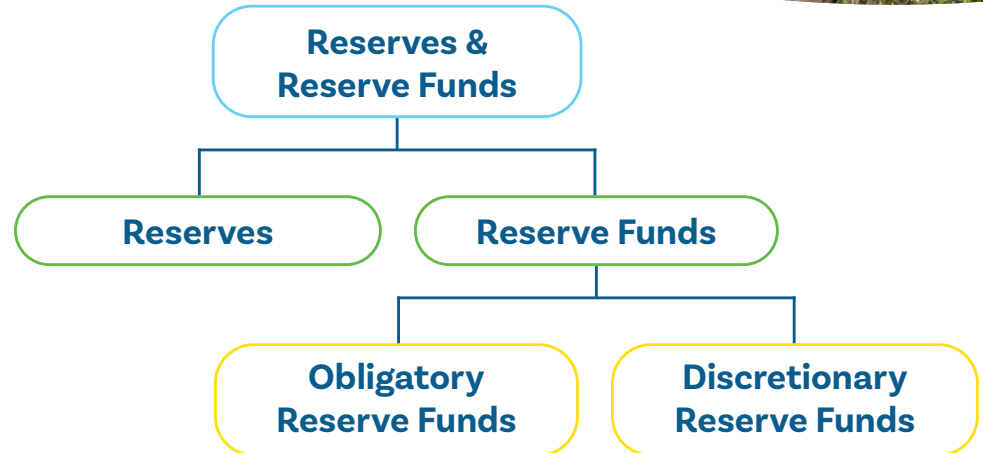 Reserves &
Reserve Funds
Reserves
Reserve Funds
Obligatory
Reserve Funds
Discretionary
Reserve Funds